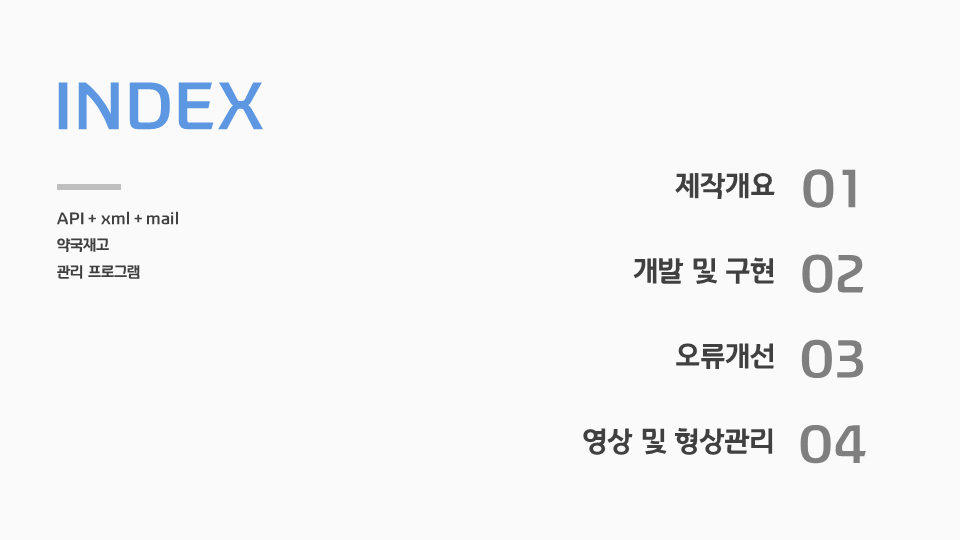 INDEX
API + xml + mail
약국재고
관리 프로그램
제작개요 01
개발 및 구현 02
오류개선 03
영상 및 형상관리 04